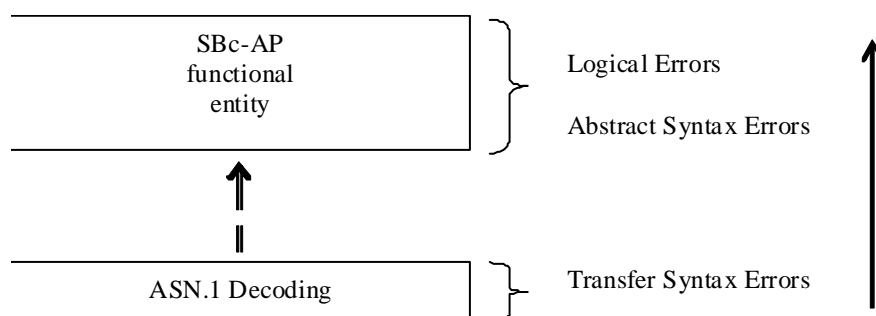 SBc-AP
functional
entity
Logical Errors
Abstract Syntax Errors
ASN.1 Decoding
Transfer Syntax Errors